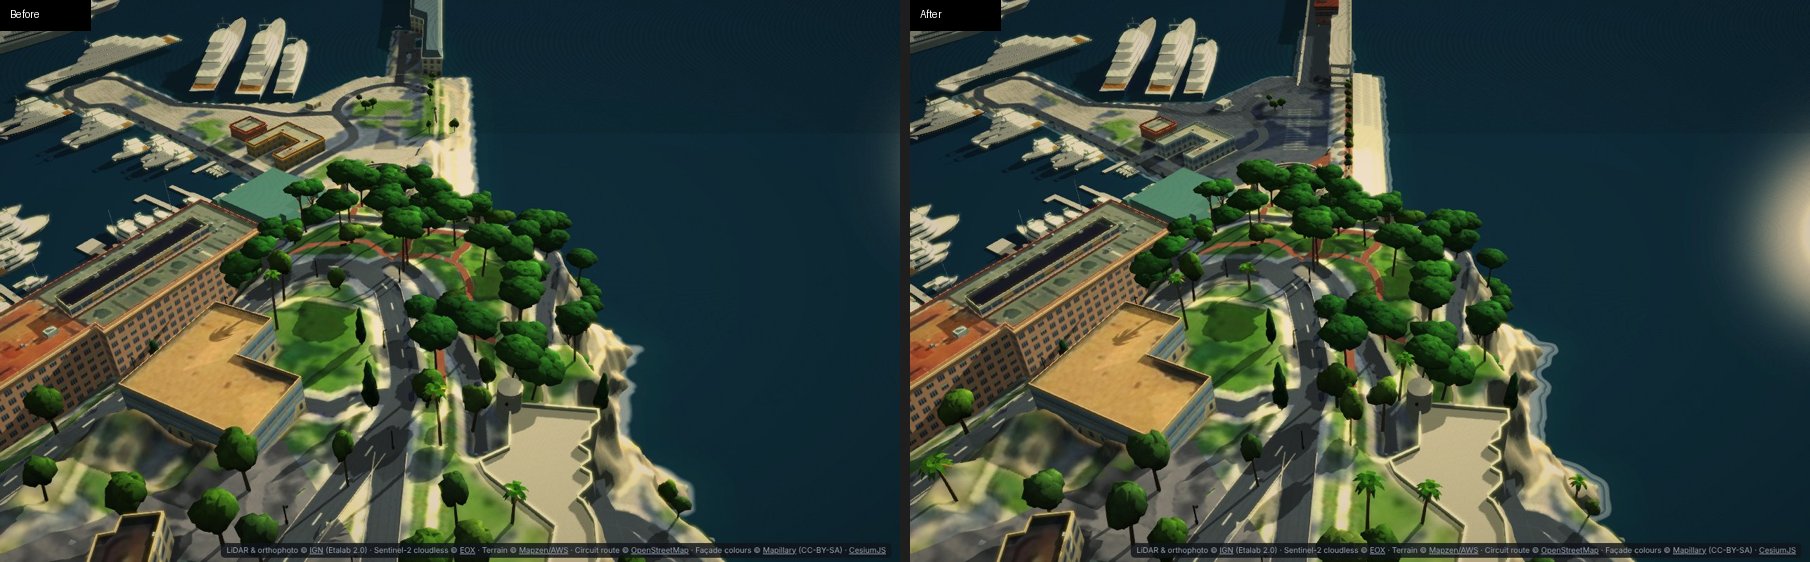 Before
After
LiDAR & orthophoto © IGN (Etalab 2.0) · Sentinel-2 cloudless © EOX · Terrain © Mapzen/AWS · Circuit route © OpenStreetMap · Façade colours © Mapillary (CC-BY-SA) · CesiumJS
LiDAR & orthophoto © IGN (Etalab 2.0) · Sentinel-2 cloudless © EOX · Terrain © Mapzen/AWS · Circuit route © OpenStreetMap · Façade colours © Mapillary (CC-BY-SA) · CesiumJS